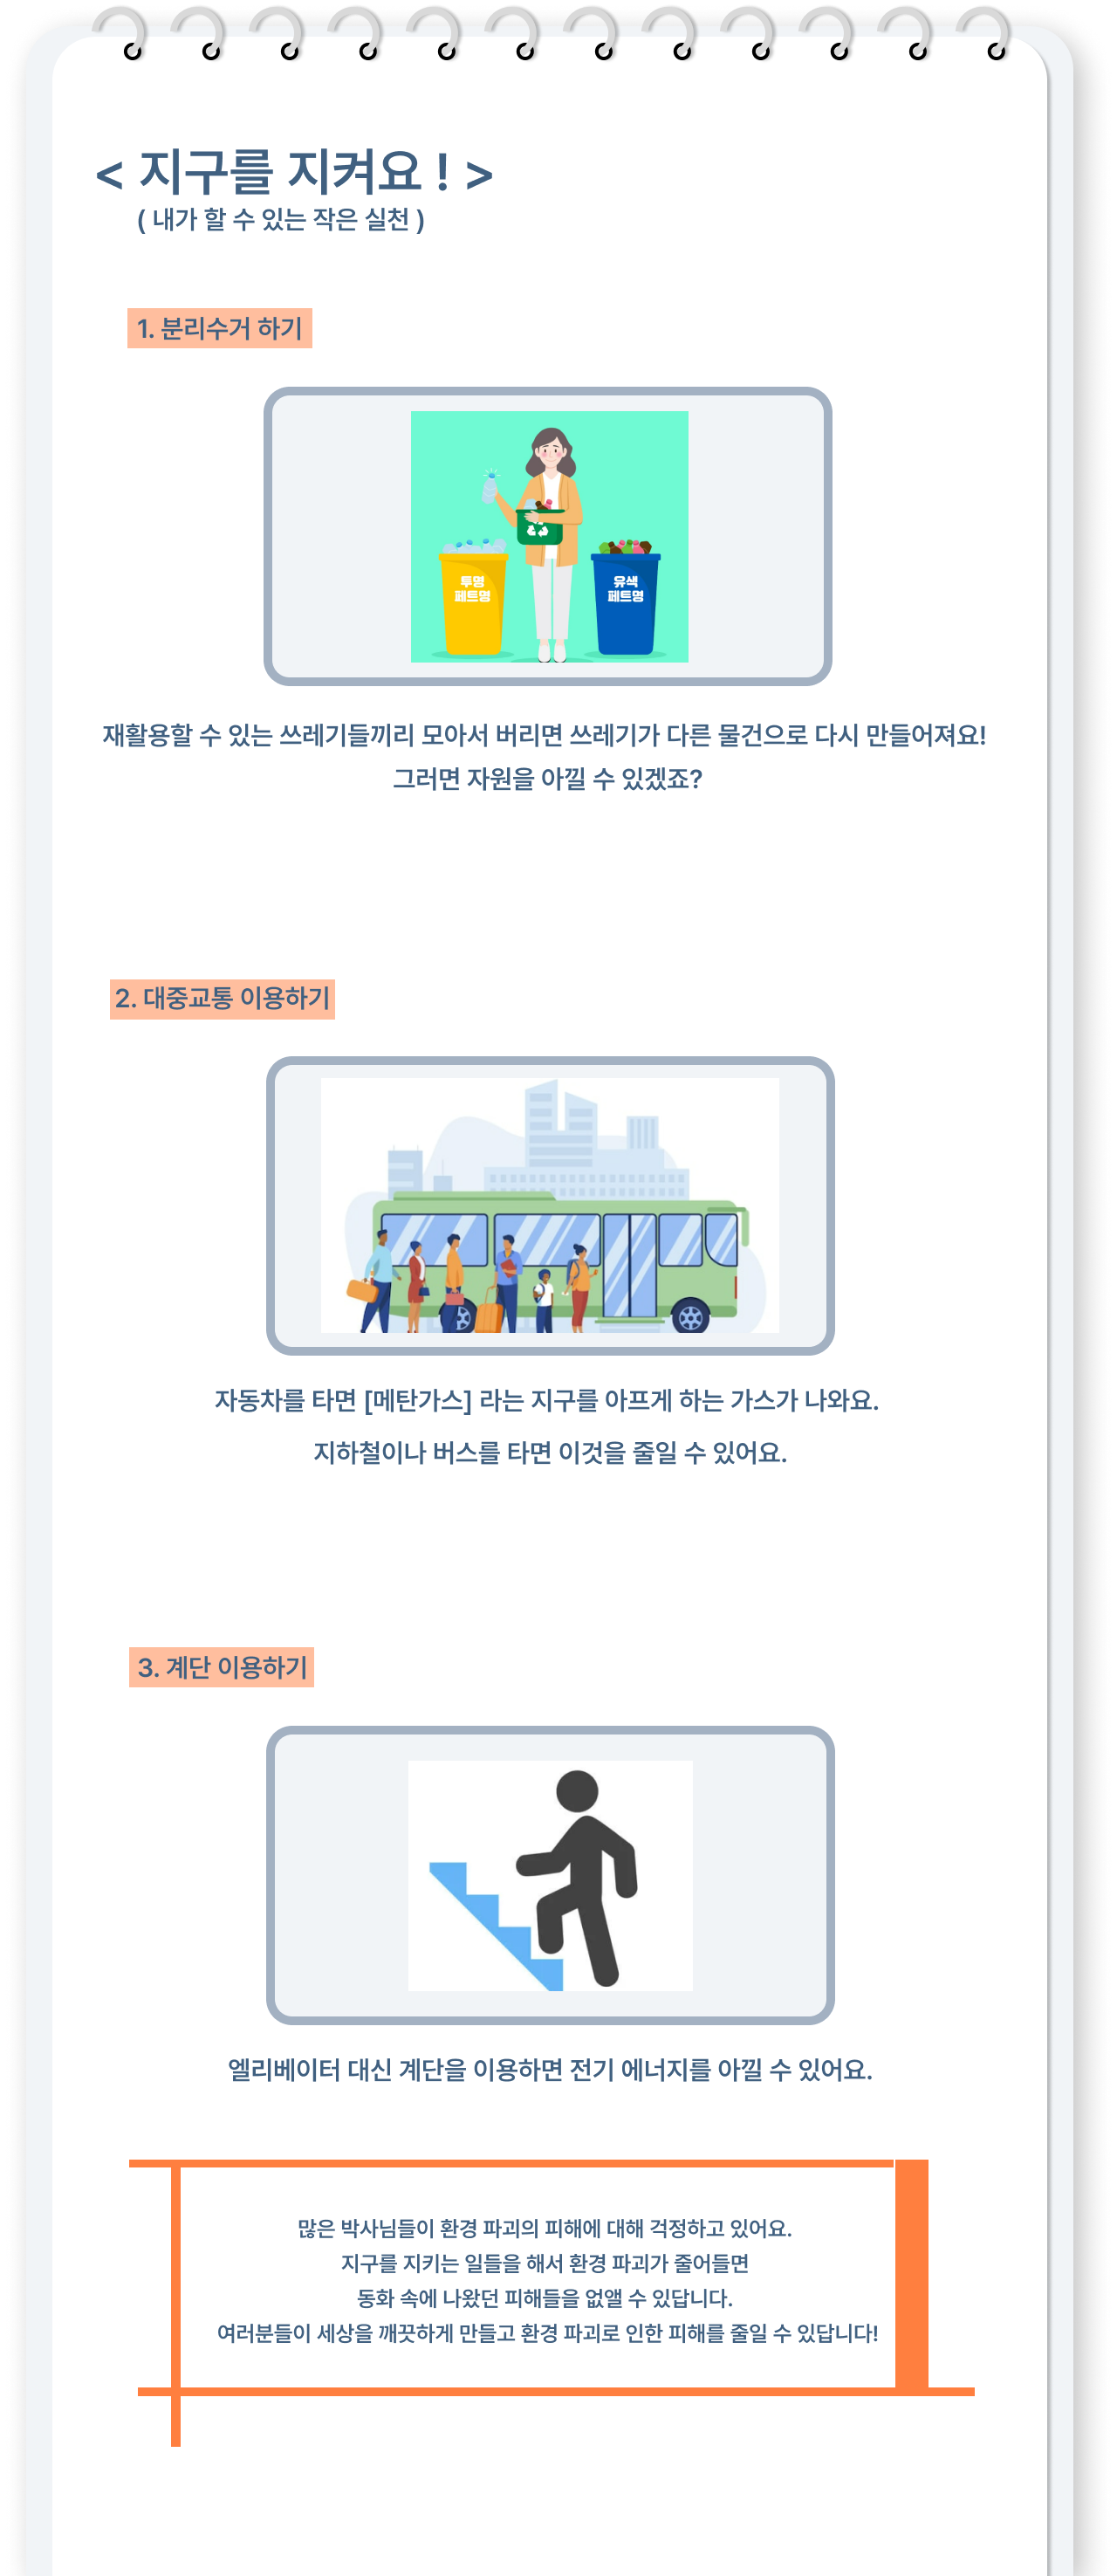 < 지구를 지켜요 ! >
( 내가 할 수 있는 작은 실천 )
1. 분리수거 하기
투명
페트명
유색
페트명
재활용할 수 있는 쓰레기들끼리 모아서 버리면 쓰레기가 다른 물건으로 다시 만들어져요!
그러면 자원을 아낄 수 있겠죠?
2. 대중교통 이용하기
자동차를 타면 [메탄가스] 라는 지구를 아프게 하는 가스가 나와요.
지하철이나 버스를 타면 이것을 줄일 수 있어요.
3. 계단 이용하기
엘리베이터 대신 계단을 이용하면 전기 에너지를 아낄 수 있어요.
많은 박사님들이 환경 파괴의 피해에 대해 걱정하고 있어요.
지구를 지키는 일들을 해서 환경 파괴가 줄어들면
동화 속에 나왔던 피해들을 없앨 수 있답니다.
여러분들이 세상을 깨끗하게 만들고 환경 파괴로 인한 피해를 줄일 수 있답니다!